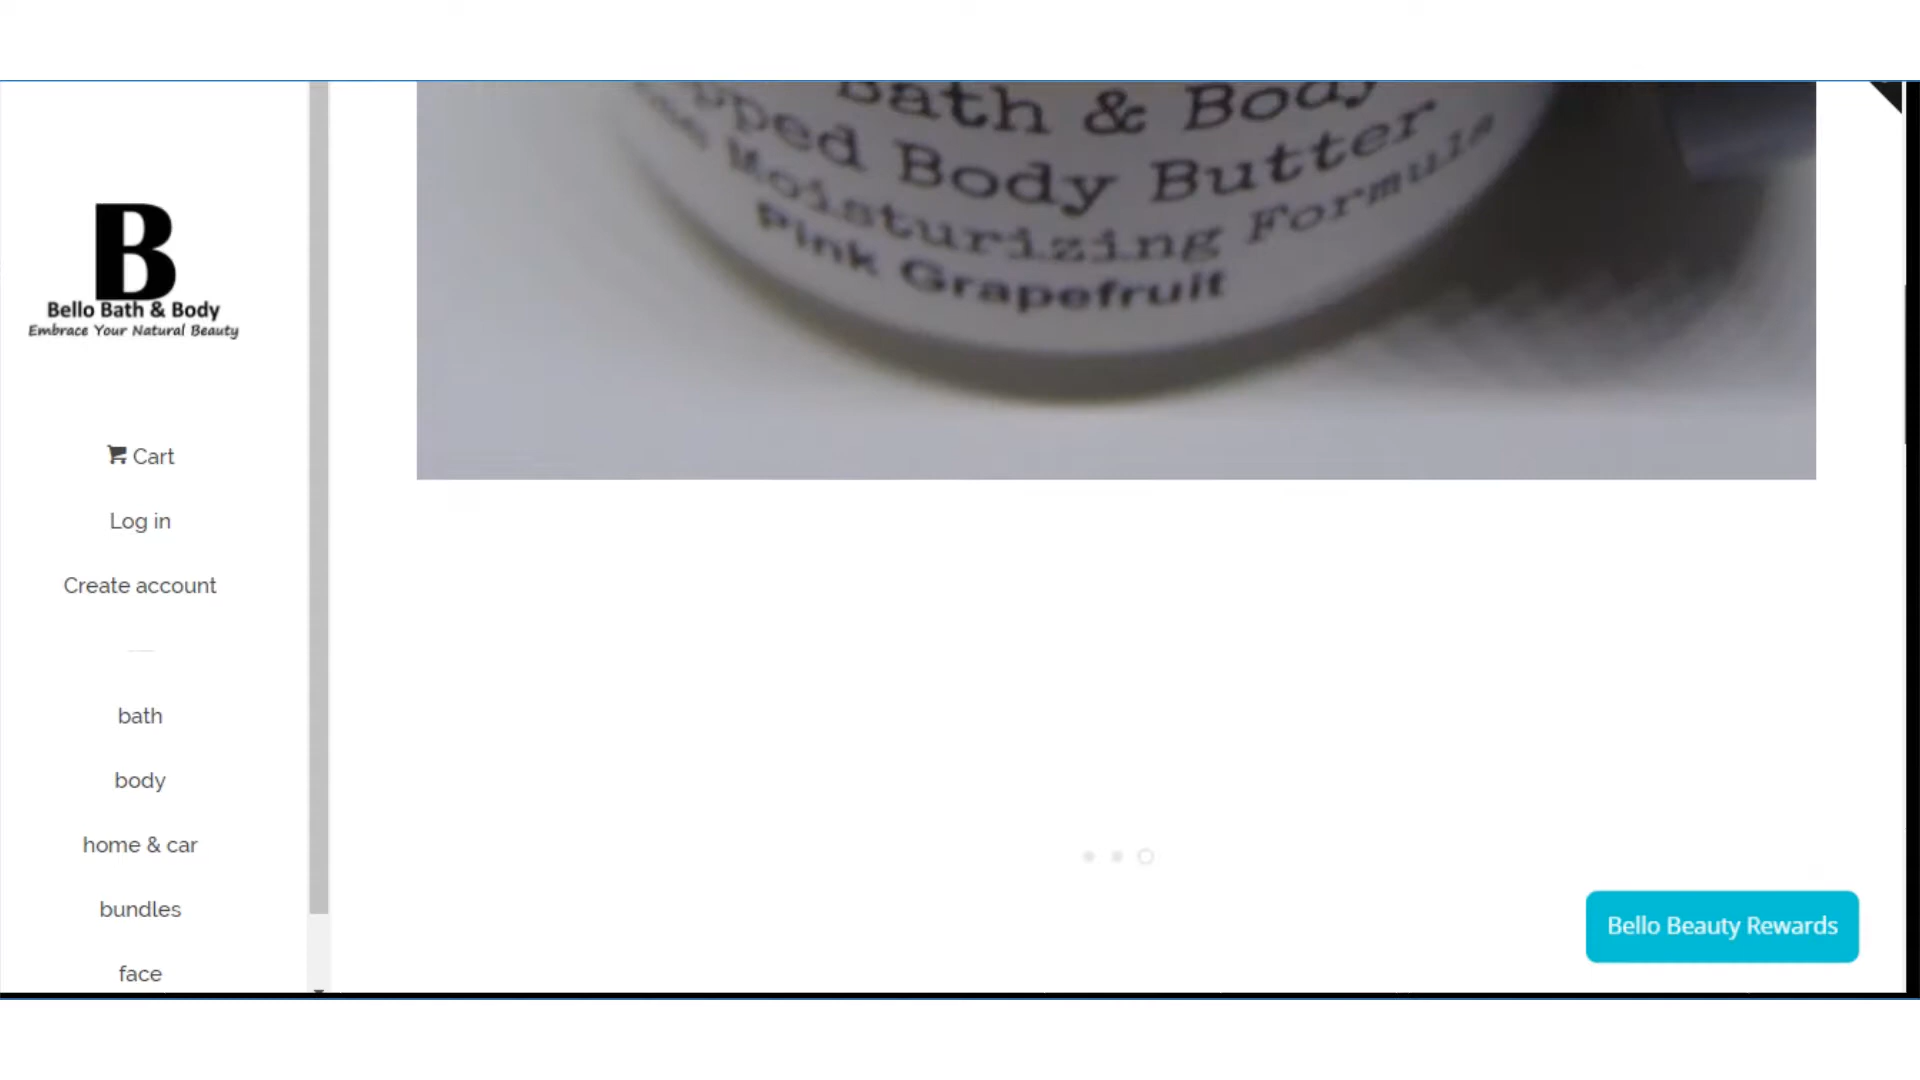 B
Bello Bath & Body
Embrace Your Natural Beauty
Cart
Log in
Create account
bath
body
home & car
bundles
face
Bath & Body
Body Butter
Moisturizing Formula
Pink Grapefruit
Bello Beauty Rewards